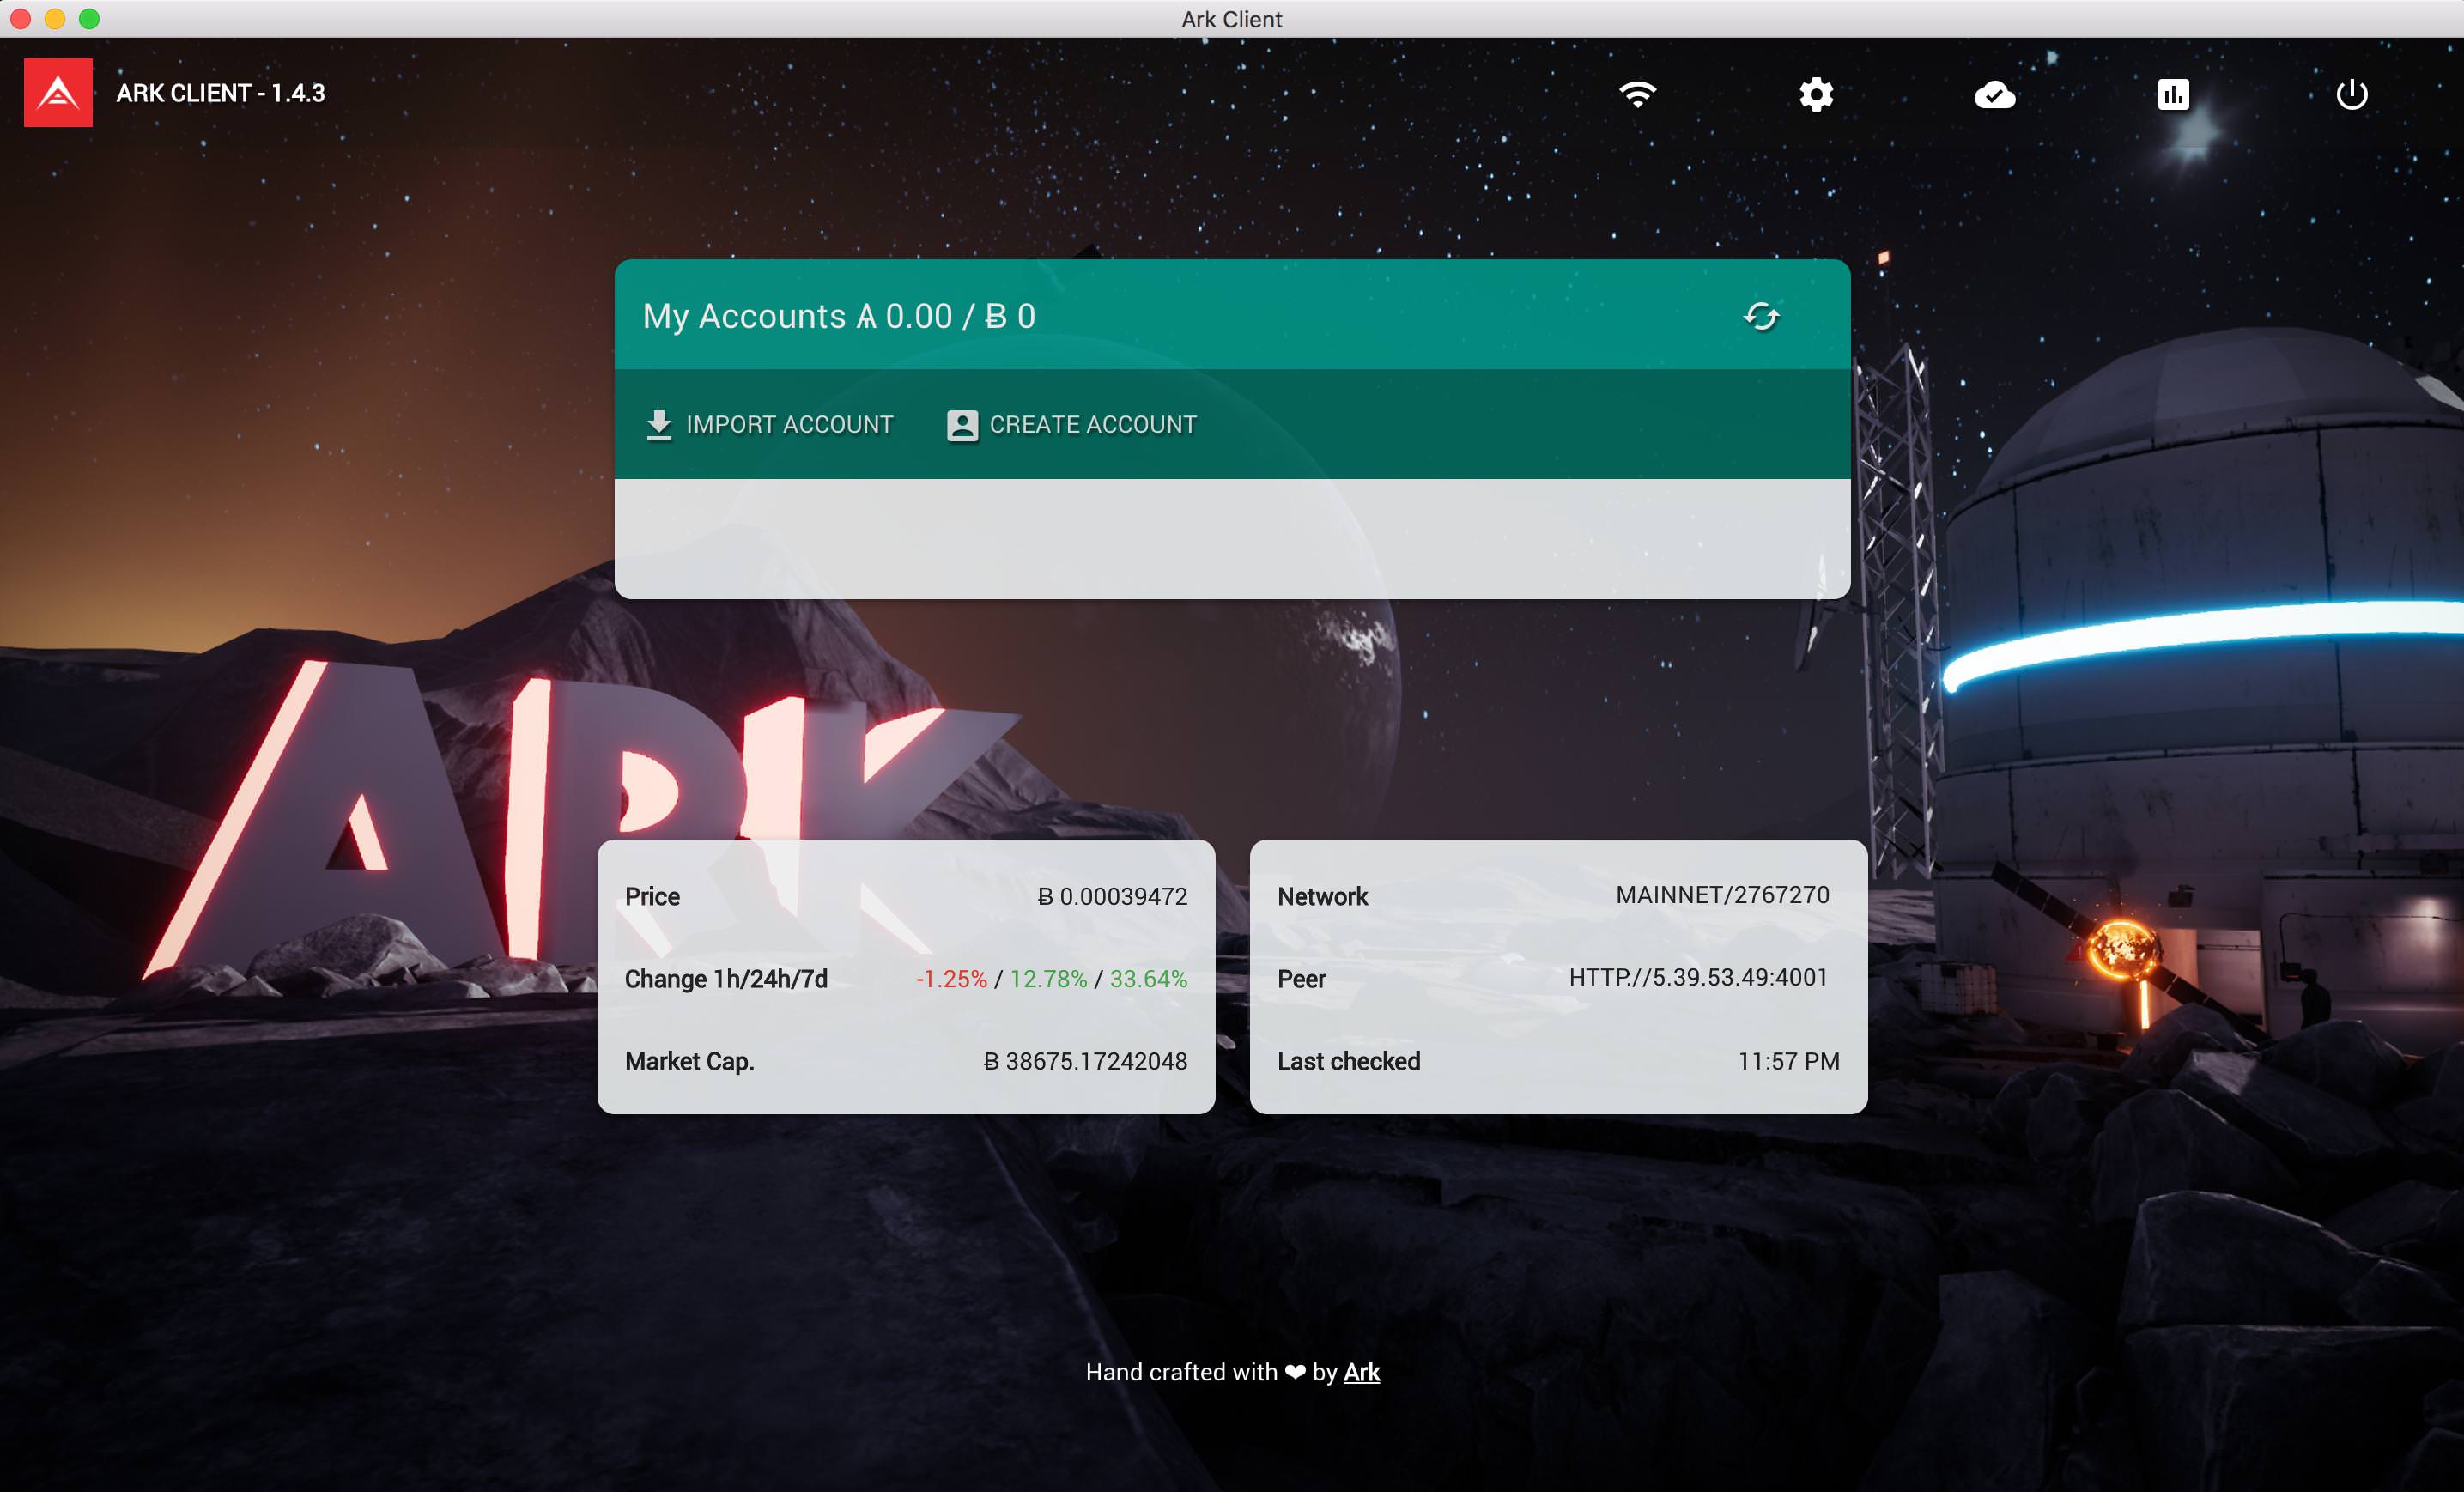 Ark Client
ARK CLIENT - 1.4.3
My Accounts Ѧ 0.00 / Ƀ 0
IMPORT ACCOUNT
CREATE ACCOUNT
ARK
Price Ƀ 0.00039472
Change 1h/24h/7d -1.25% / 12.78% / 33.64%
Market Cap. Ƀ 38675.17242048
Network MAINNET/2767270
Peer HTTP://5.39.53.49:4001
Last checked 11:57 PM
Hand crafted with ❤ by Ark